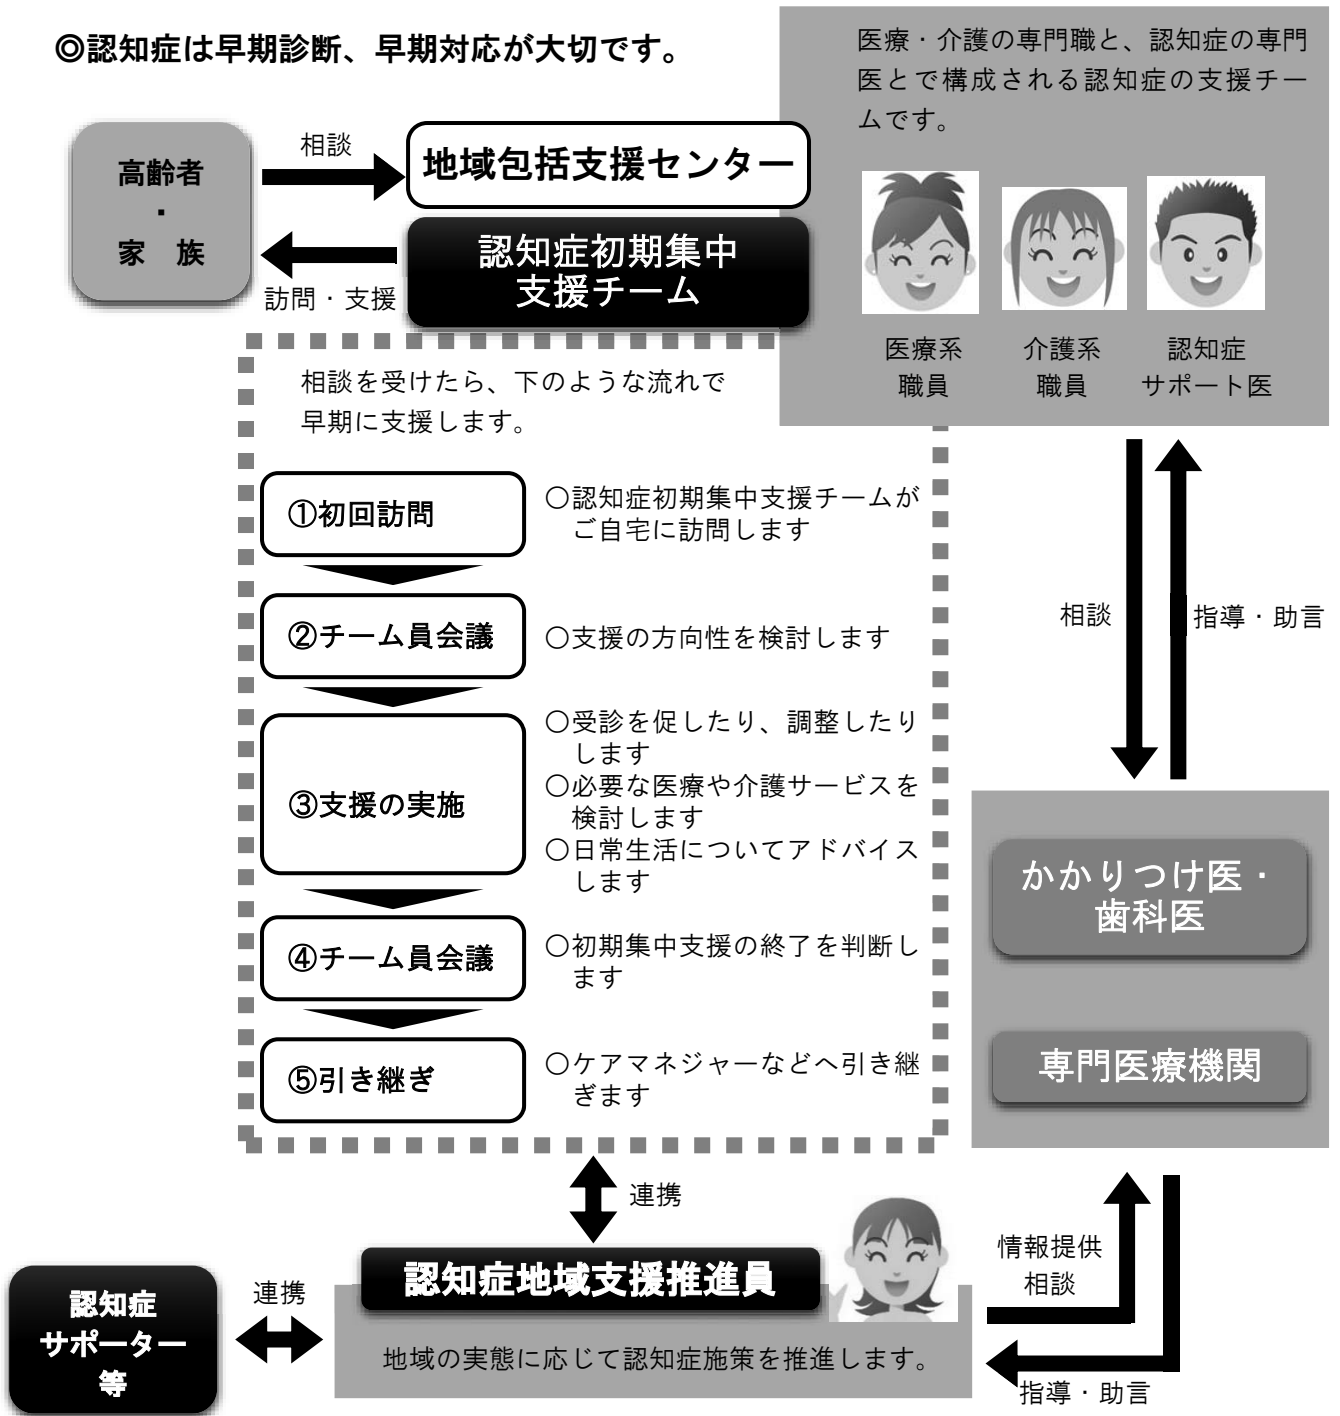 ◎認知症は早期診断、早期対応が大切です。
医療・介護の専門職と、認知症の専門
医とで構成される認知症の支援チー
ムです。
高齢者
・
家　族
相談
地域包括支援センター
訪問・支援
認知症初期集中
支援チーム
医療系
職員
介護系
職員
認知症
サポート医
相談を受けたら、下のような流れで
早期に支援します。
①初回訪問
〇認知症初期集中支援チームが
ご自宅に訪問します
②チーム員会議
〇支援の方向性を検討します
③支援の実施
〇受診を促したり、調整したり
します
〇必要な医療や介護サービスを
検討します
〇日常生活についてアドバイス
します
④チーム員会議
〇初期集中支援の終了を判断し
ます
⑤引き継ぎ
〇ケアマネジャーなどへ引き継
ぎます
相談
指導・助言
かかりつけ医・
歯科医
専門医療機関
連携
認知症地域支援推進員
地域の実態に応じて認知症施策を推進します。
連携
認知症
サポーター
等
情報提供
相談
指導・助言